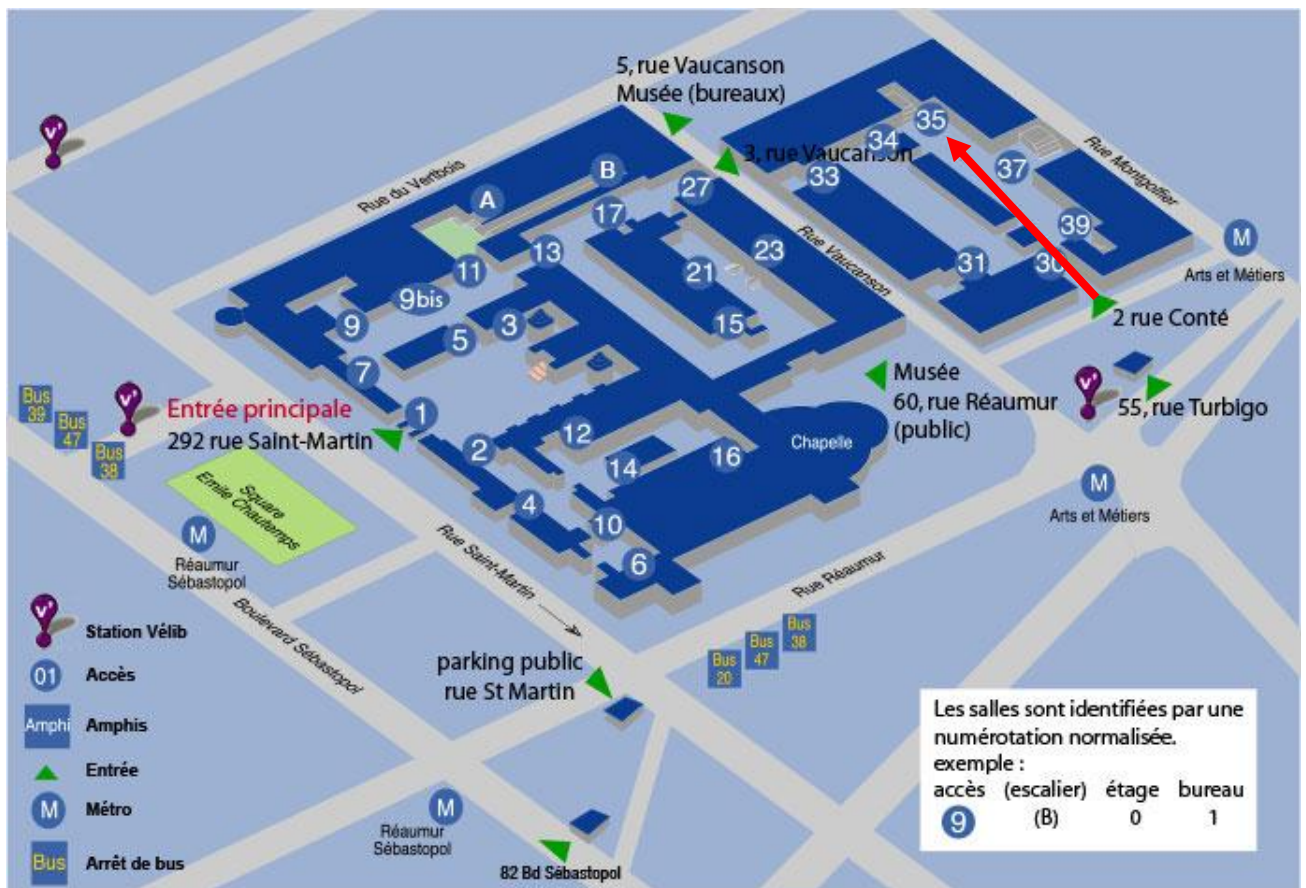 5, rue Vaucanson
Musée (bureaux)
3, rue Vaucanson
Rue du Vertbois
Rue Vaucanson
Rue Montgolfier
A
B
35
34
37
33
39
31
36
27
17
23
21
15
13
11
9bis
9
5
3
7
1
2
12
14
16
4
10
6
Chapelle
M
Arts et Métiers
2 rue Conté
55, rue Turbigo
Musée
60, rue Réaumur
(public)
M
Arts et Métiers
Entrée principale
292 rue Saint-Martin
Bus
39
Bus
47
Bus
38
Square
Emile Chautemps
M
Réaumur
Sébastopol
Rue Saint-Martin
Boulevard Sébastopol
Rue Réaumur
Bus
20
Bus
47
Bus
38
parking public
rue St Martin
M
Réaumur
Sébastopol
82 Bd Sébastopol
Station Vélib
01 Accès
Amphi Amphis
Entrée
M Métro
Bus Arrêt de bus
Les salles sont identifiées par une
numérotation normalisée.
exemple :
accès (escalier) étage bureau
9 (B) 0 1